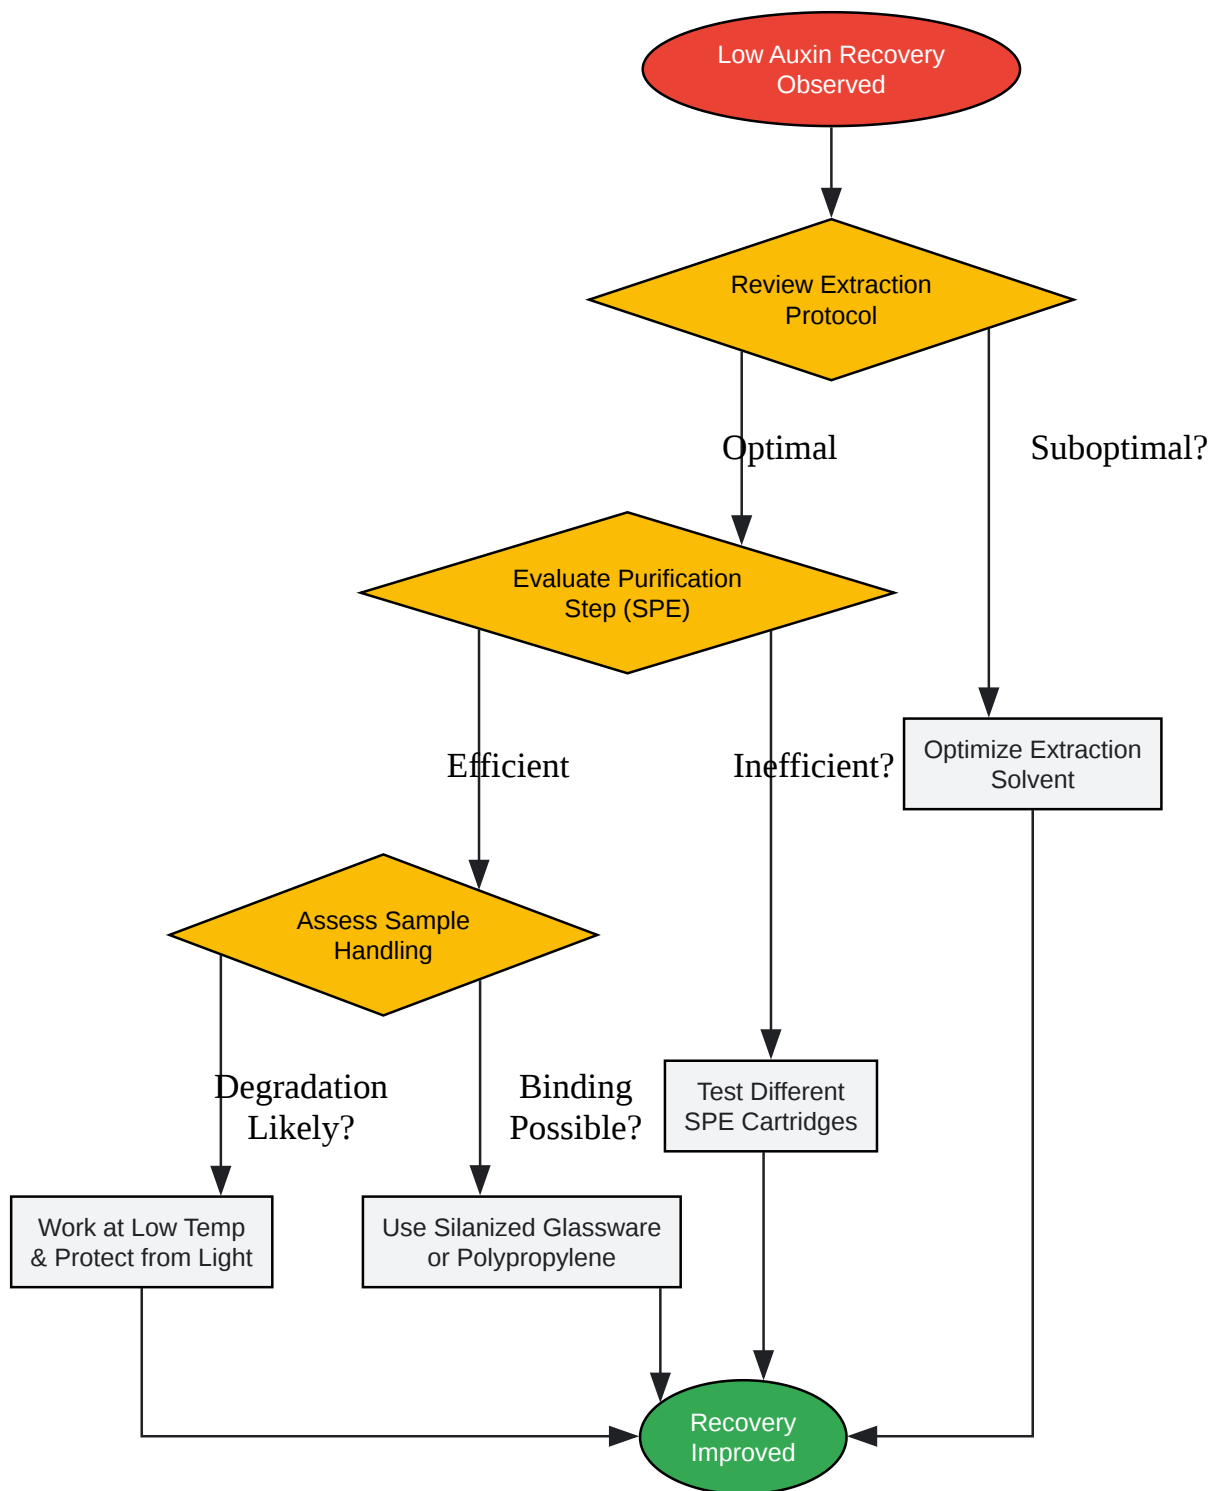 Low Auxin Recovery
Observed
Review Extraction
Protocol
Optimal
Suboptimal?
Evaluate Purification
Step (SPE)
Efficient
Inefficient?
Optimize Extraction
Solvent
Assess Sample
Handling
Degradation
Likely?
Binding
Possible?
Test Different
SPE Cartridges
Work at Low Temp
& Protect from Light
Use Silanized Glassware
or Polypropylene
Recovery
Improved